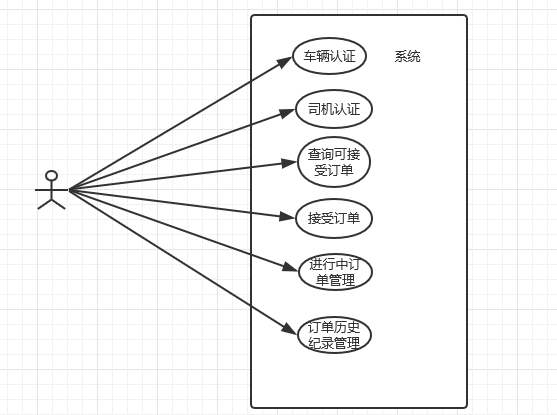 车辆认证
系统
司机认证
查询可接
受订单
接受订单
进行中订
单管理
订单历史
纪录管理